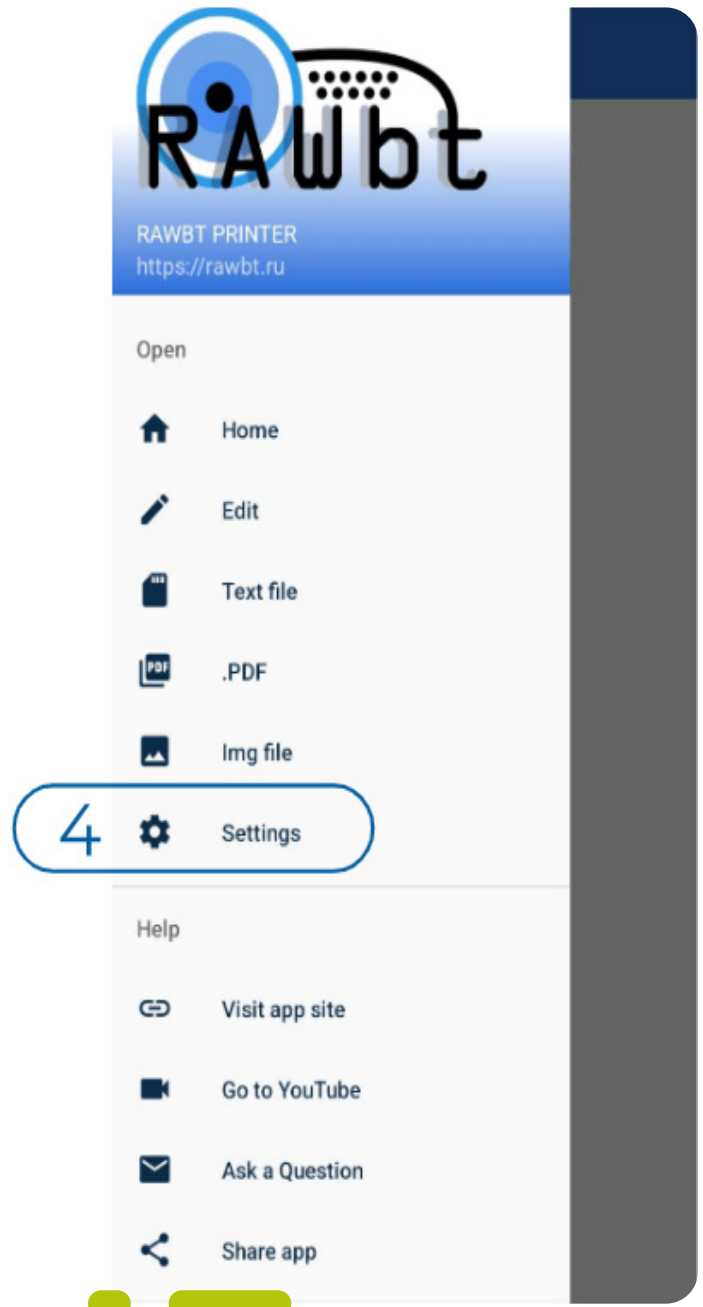 RAWbt
RAWBT PRINTER
https://rawbt.ru
Open
Home
Edit
Text file
PDF
.PDF
Img file
4
Settings
Help
Visit app site
Go to YouTube
Ask a Question
Share app